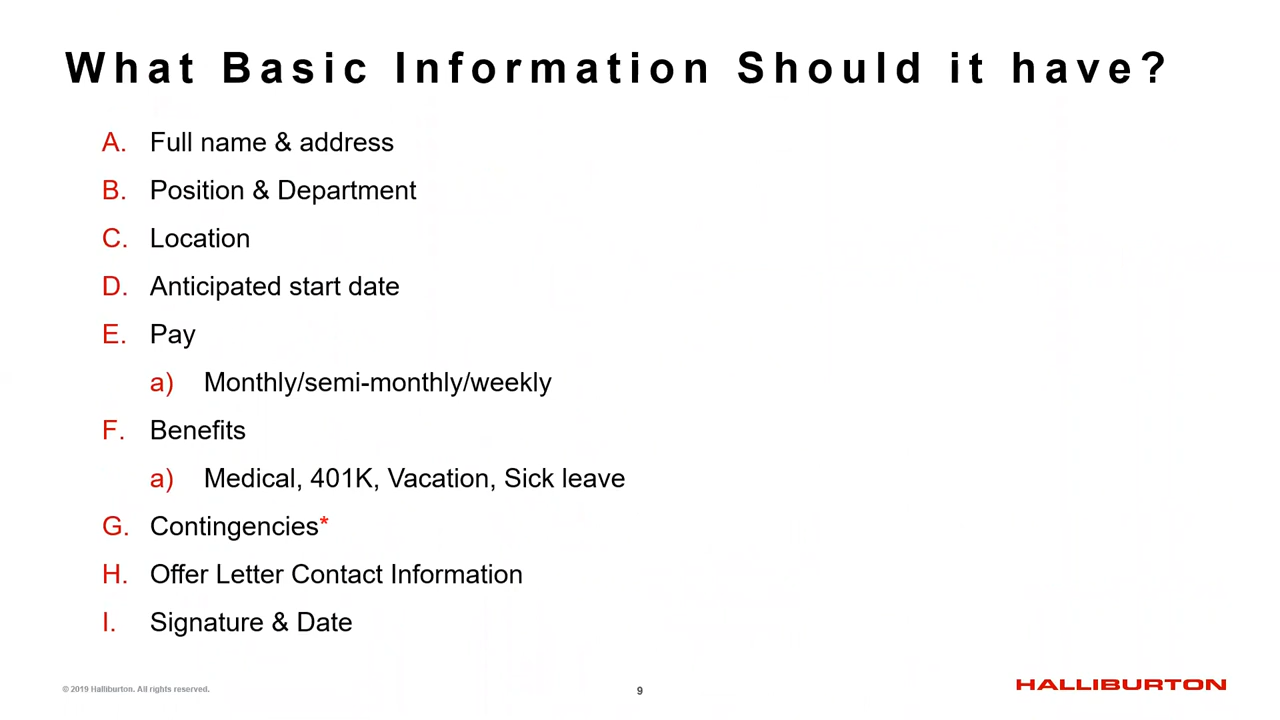 What Basic Information Should it have?
A. Full name & address
B. Position & Department
C. Location
D. Anticipated start date
E. Pay
a) Monthly/semi-monthly/weekly
F. Benefits
a) Medical, 401K, Vacation, Sick leave
G. Contingencies*
H. Offer Letter Contact Information
I. Signature & Date
© 2019 Halliburton. All rights reserved.
9
HALLIBURTON